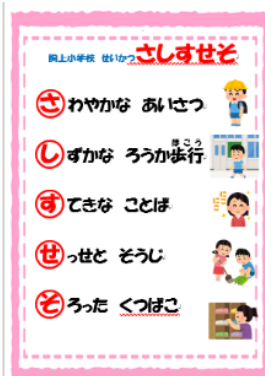 胸上小学校 せいかつ さしすせそ
さわやかな あいさつ
しずかな ろうか歩行
ほこう
すてきな ことば
せっせと そうじ
そろった くつばこ